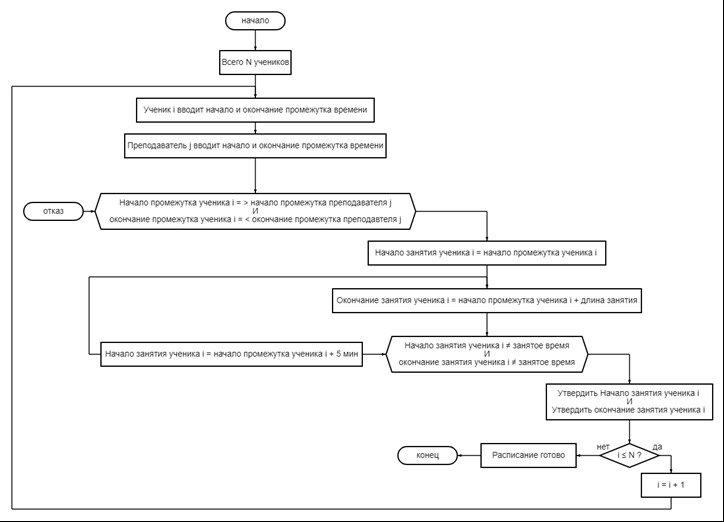 начало
Всего N учеников
Ученик i вводит начало и окончание промежутка времени
Преподаватель j вводит начало и окончание промежутка времени
отказ
Начало промежутка ученика i = > начало промежутка преподавателя j
И
окончание промежутка ученика i = < окончание промежутка преподавтеля j
Начало занятия ученика i = начало промежутка ученика i
Окончание занятия ученика i = начало промежутка ученика i + длина занятия
Начало занятия ученика i = начало промежутка ученика i + 5 мин
Начало занятия ученика i ≠ занятое время
И
окончание занятия ученика i ≠ занятое время
Утвердить Начало занятия ученика i
И
Утвердить окончание занятия ученика i
конец
Расписание готово
нет
i ≤ N ?
да
i = i + 1